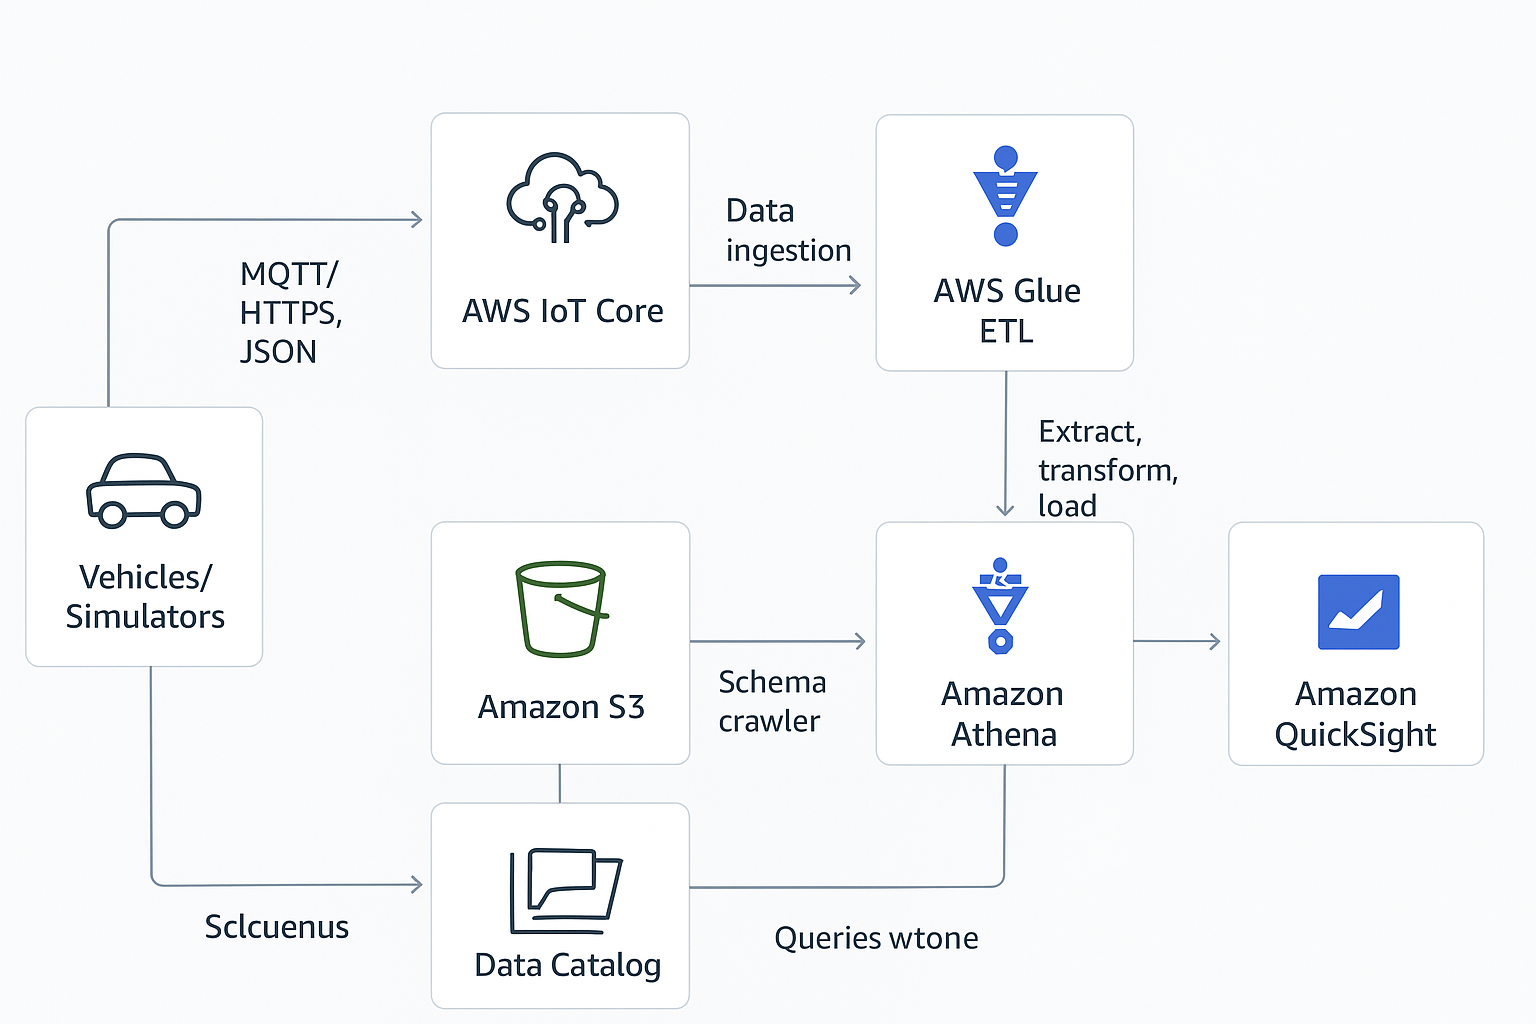 MQTT/
HTTPS,
JSON
AWS IoT Core
Data
ingestion
AWS Glue
ETL
Extract,
transform,
load
Vehicles/
Simulators
Amazon S3
Schema
crawler
Amazon
Athena
Amazon
QuickSight
Sclcuenus
Data Catalog
Queries wtone